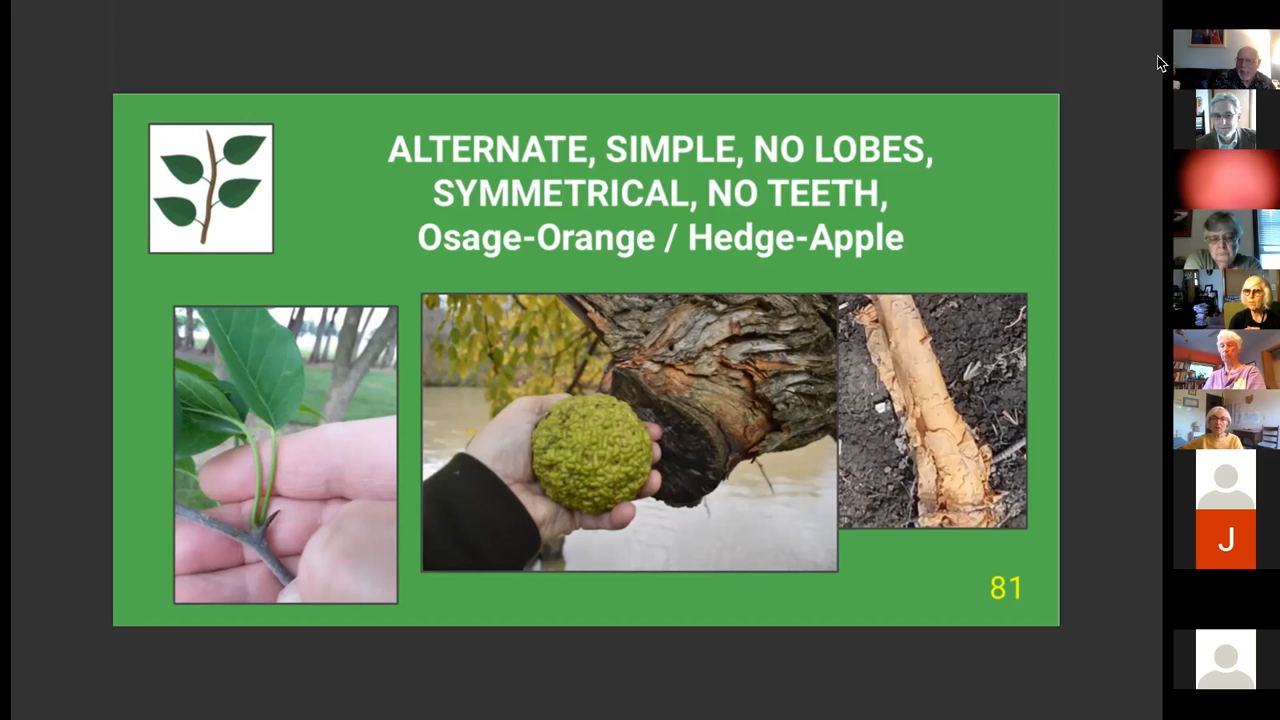 ALTERNATE, SIMPLE, NO LOBES,
SYMMETRICAL, NO TEETH,
Osage-Orange / Hedge-Apple
81
J